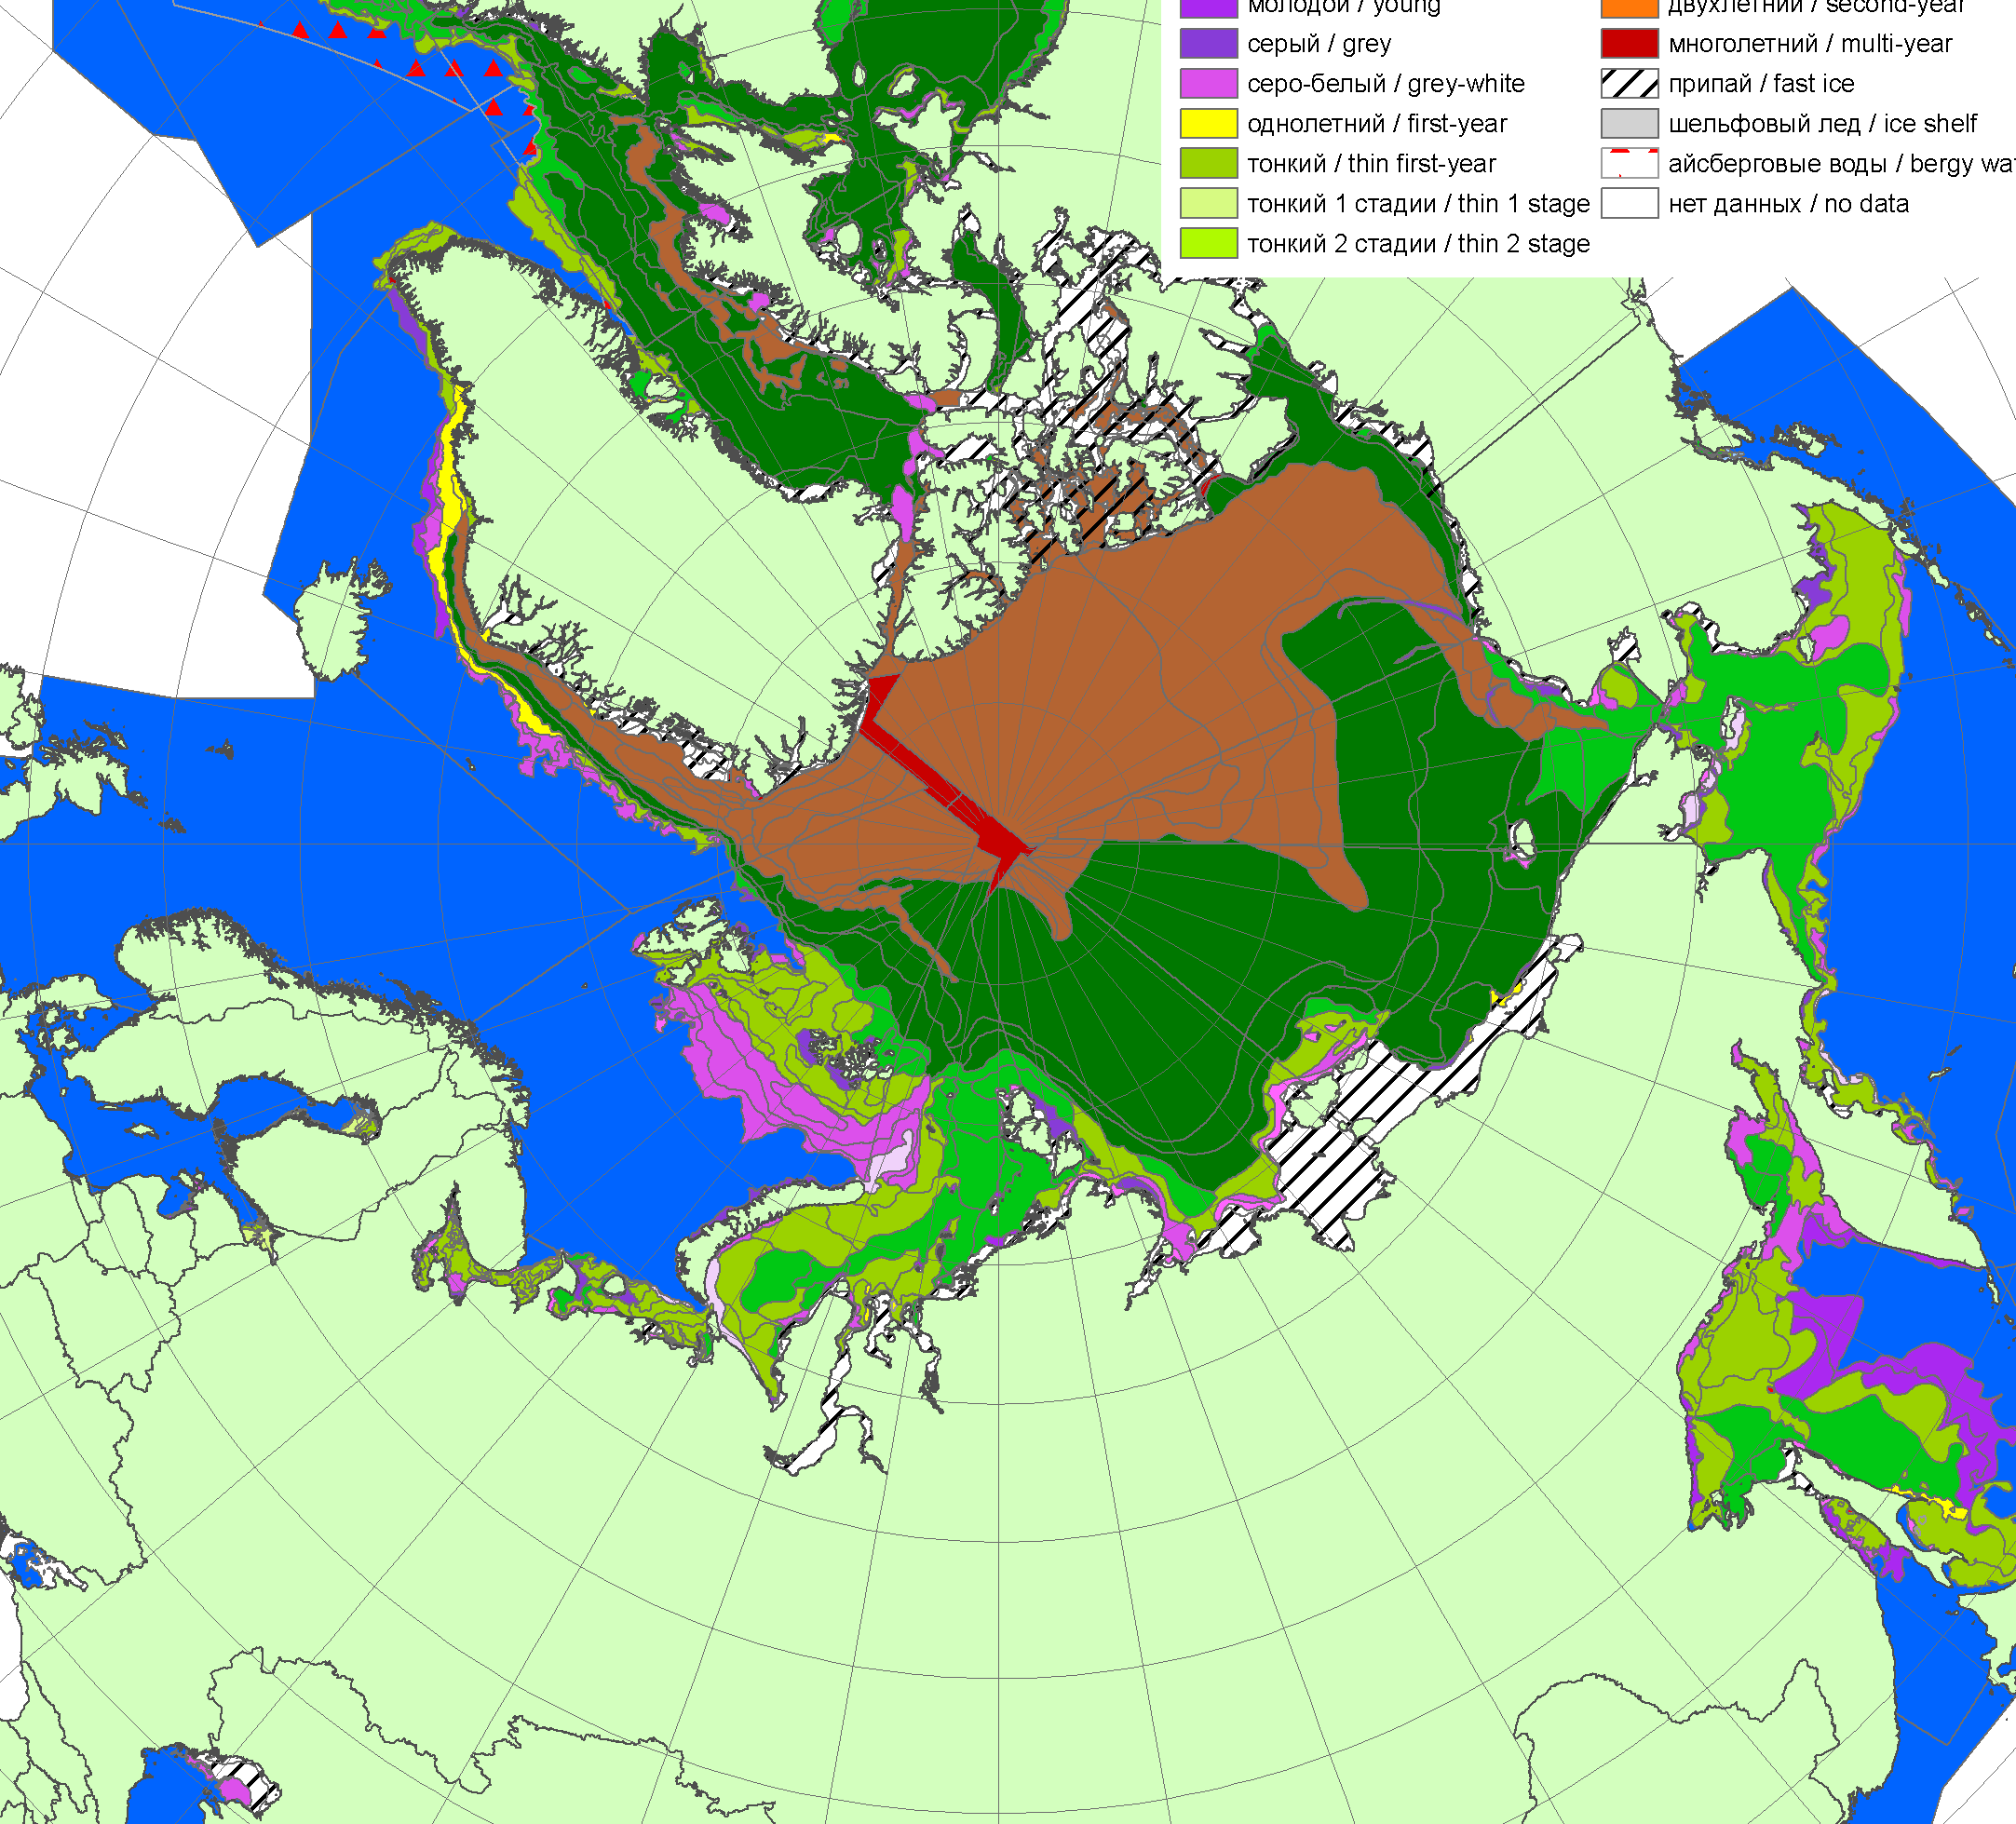 молодой / young
серый / grey
серо-белый / grey-white
однолетний / first-year
тонкий / thin first-year
тонкий 1 стадии / thin 1 stage
тонкий 2 стадии / thin 2 stage
двухлетний / second-year
многолетний / multi-year
припай / fast ice
шельфовый лед / ice shelf
айсберговые воды / bergy wa
нет данных / no data